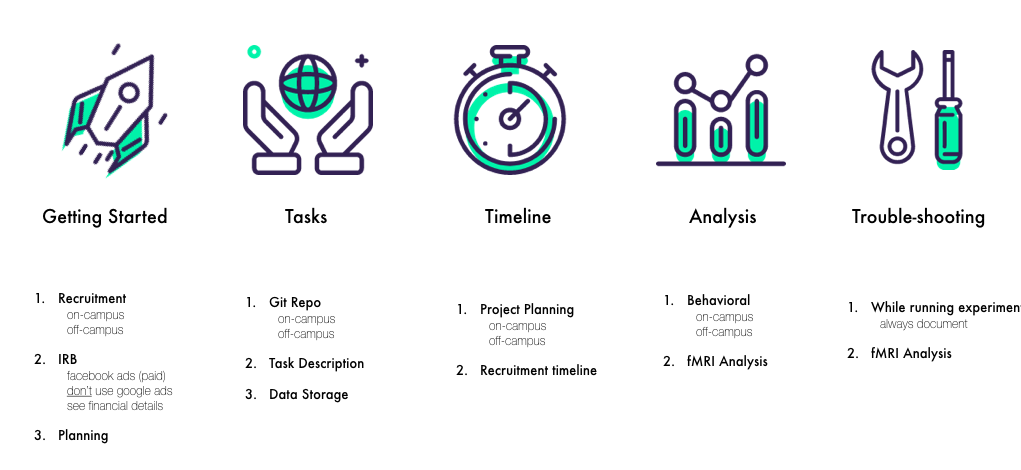 Getting Started
1. Recruitment
on-campus
off-campus
2. IRB
facebook ads (paid)
don't use google ads
see financial details
3. Planning
Tasks
1. Git Repo
on-campus
off-campus
2. Task Description
3. Data Storage
Timeline
1. Project Planning
on-campus
off-campus
2. Recruitment timeline
Analysis
1. Behavioral
on-campus
off-campus
2. fMRI Analysis
Trouble-shooting
1. While running experiment
always document
2. fMRI Analysis